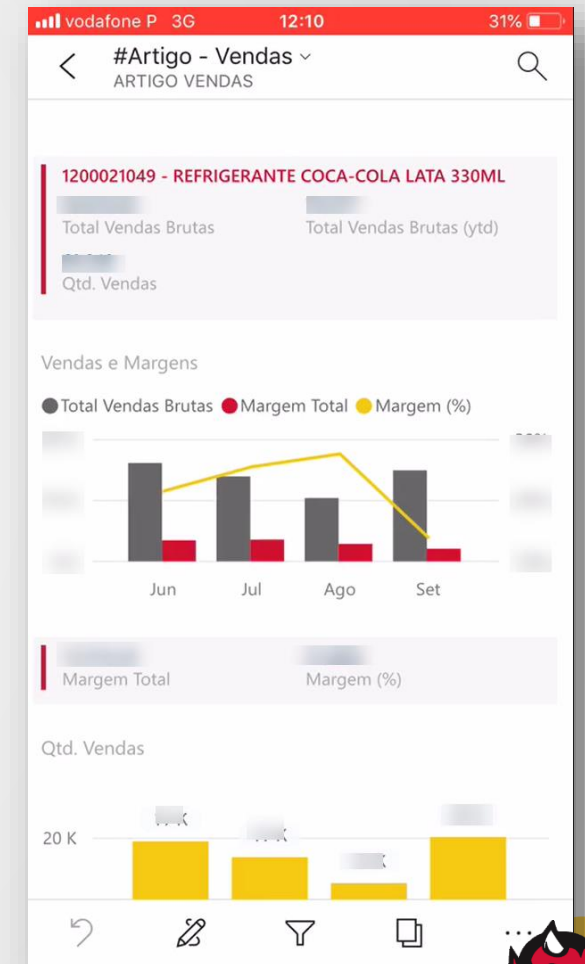 vodafone P 3G 12:10 31%
#Artigo - Vendas
ARTIGO VENDAS
1200021049 - REFRIGERANTE COCA-COLA LATA 330ML
Total Vendas Brutas Total Vendas Brutas (ytd)
Qtd. Vendas
Vendas e Margens
Total Vendas Brutas Margem Total Margem (%)
Jun Jul Ago Set
Margem Total Margem (%)
Qtd. Vendas
20 K